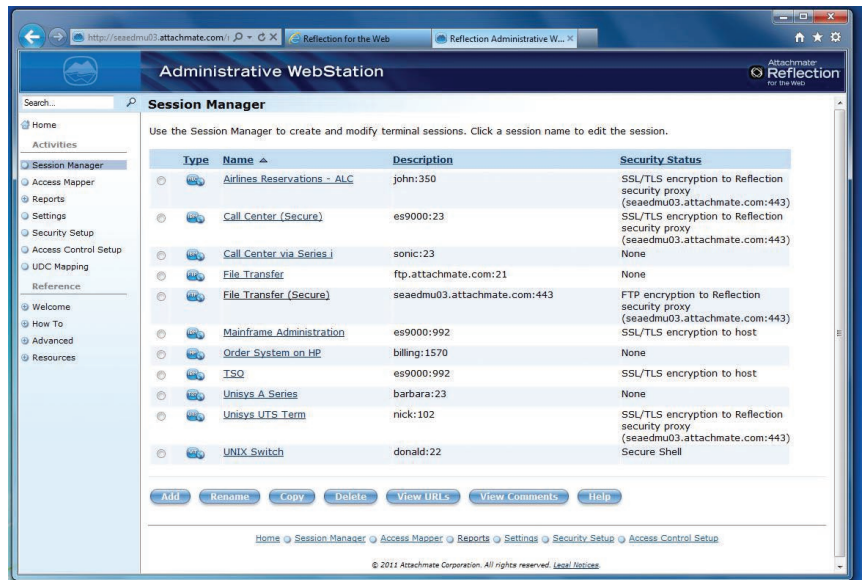 http://seaedmu03.attachmate.com/r
Reflection for the Web
Reflection Administrative W...
Administrative WebStation
Attachmate
Reflection
for the Web
Search...
Home
Activities
Session Manager
Access Mapper
Reports
Settings
Security Setup
Access Control Setup
UDC Mapping
Reference
Welcome
How To
Advanced
Resources
Session Manager
Use the Session Manager to create and modify terminal sessions. Click a session name to edit the session.
Type Name Description Security Status
Airlines Reservations - ALC john:350 SSL/TLS encryption to Reflection
security proxy
(seaedmu03.attachmate.com:443)
Call Center (Secure) es9000:23 SSL/TLS encryption to Reflection
security proxy
(seaedmu03.attachmate.com:443)
Call Center via Series i sonic:23 None
File Transfer ftp.attachmate.com:21 None
File Transfer (Secure) seaedmu03.attachmate.com:443 FTP encryption to Reflection
security proxy
(seaedmu03.attachmate.com:443)
Mainframe Administration es9000:992 SSL/TLS encryption to host
Order System on HP billing:1570 None
TSO es9000:992 SSL/TLS encryption to host
Unisys A Series barbara:23 None
Unisys UTS Term nick:102 SSL/TLS encryption to Reflection
security proxy
(seaedmu03.attachmate.com:443)
UNIX Switch donald:22 Secure Shell
Add Rename Copy Delete View URLs View Comments Help
Home Session Manager Access Mapper Reports Settings Security Setup Access Control Setup
© 2011 Attachmate Corporation. All rights reserved. Legal Notices.